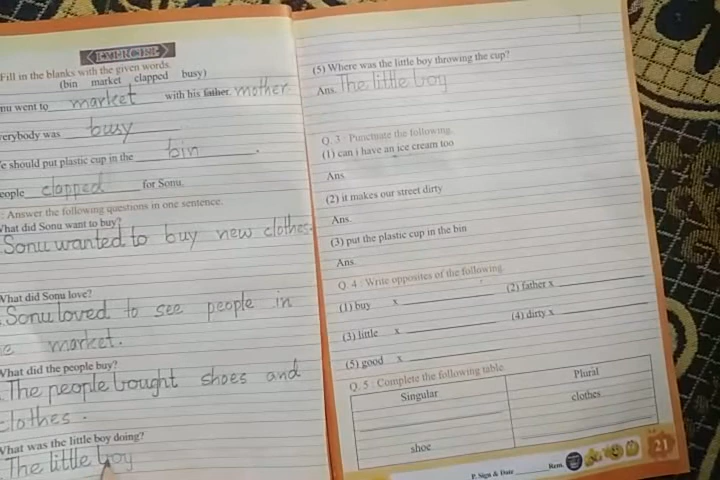 EXERCISE
Fill in the blanks with the given words.
(bin market clapped busy)
nu went to market with his father. mother.
verybody was busy
e should put plastic cup in the bin.
eople clapped for Sonu.
: Answer the following questions in one sentence.
What did Sonu want to buy?
Sonu wanted to buy new clothes.
What did Sonu love?
Sonu loved to see people in
e market.
What did the people buy?
The people bought shoes and
clothes.
What was the little boy doing?
The little boy
(5) Where was the little boy throwing the cup?
Ans. The little boy
Q. 3 : Punctuate the following.
(1) can i have an ice cream too
Ans.
(2) it makes our street dirty
Ans.
(3) put the plastic cup in the bin
Ans.
Q. 4 : Write opposites of the following.
(1) buy x (2) father x
(3) little x (4) dirty x
(5) good x
Q. 5 : Complete the following table.
Singular Plural
clothes
shoe
P. Sign & Date Rem. 21